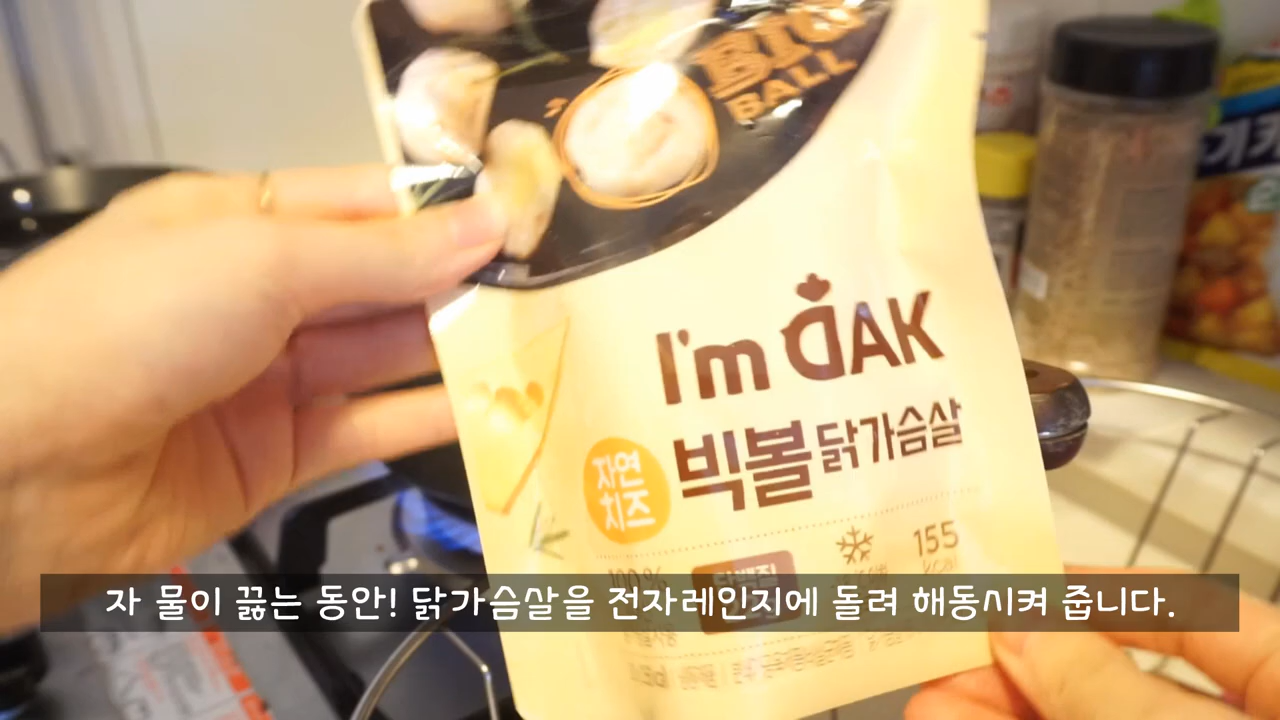 BIG
BALL
I'm DAK
자연
치즈
빅볼 닭가슴살
155
kcal
100%
자 물이 끓는 동안! 닭가슴살을 전자레인지에 돌려 해동시켜 줍니다.